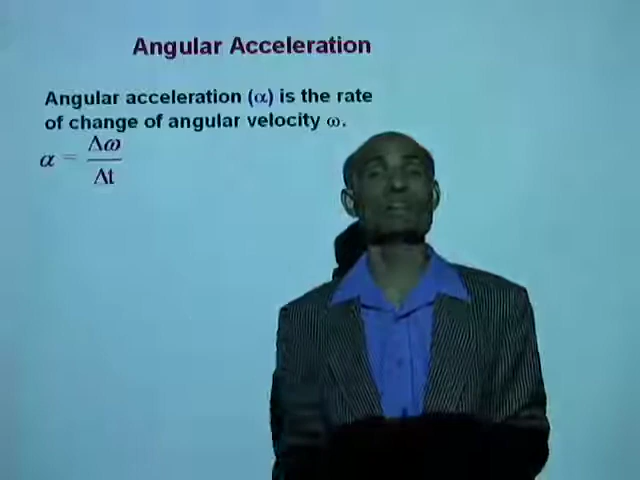 Angular Acceleration
Angular acceleration (α) is the rate
of change of angular velocity ω.
α = Δω / Δt